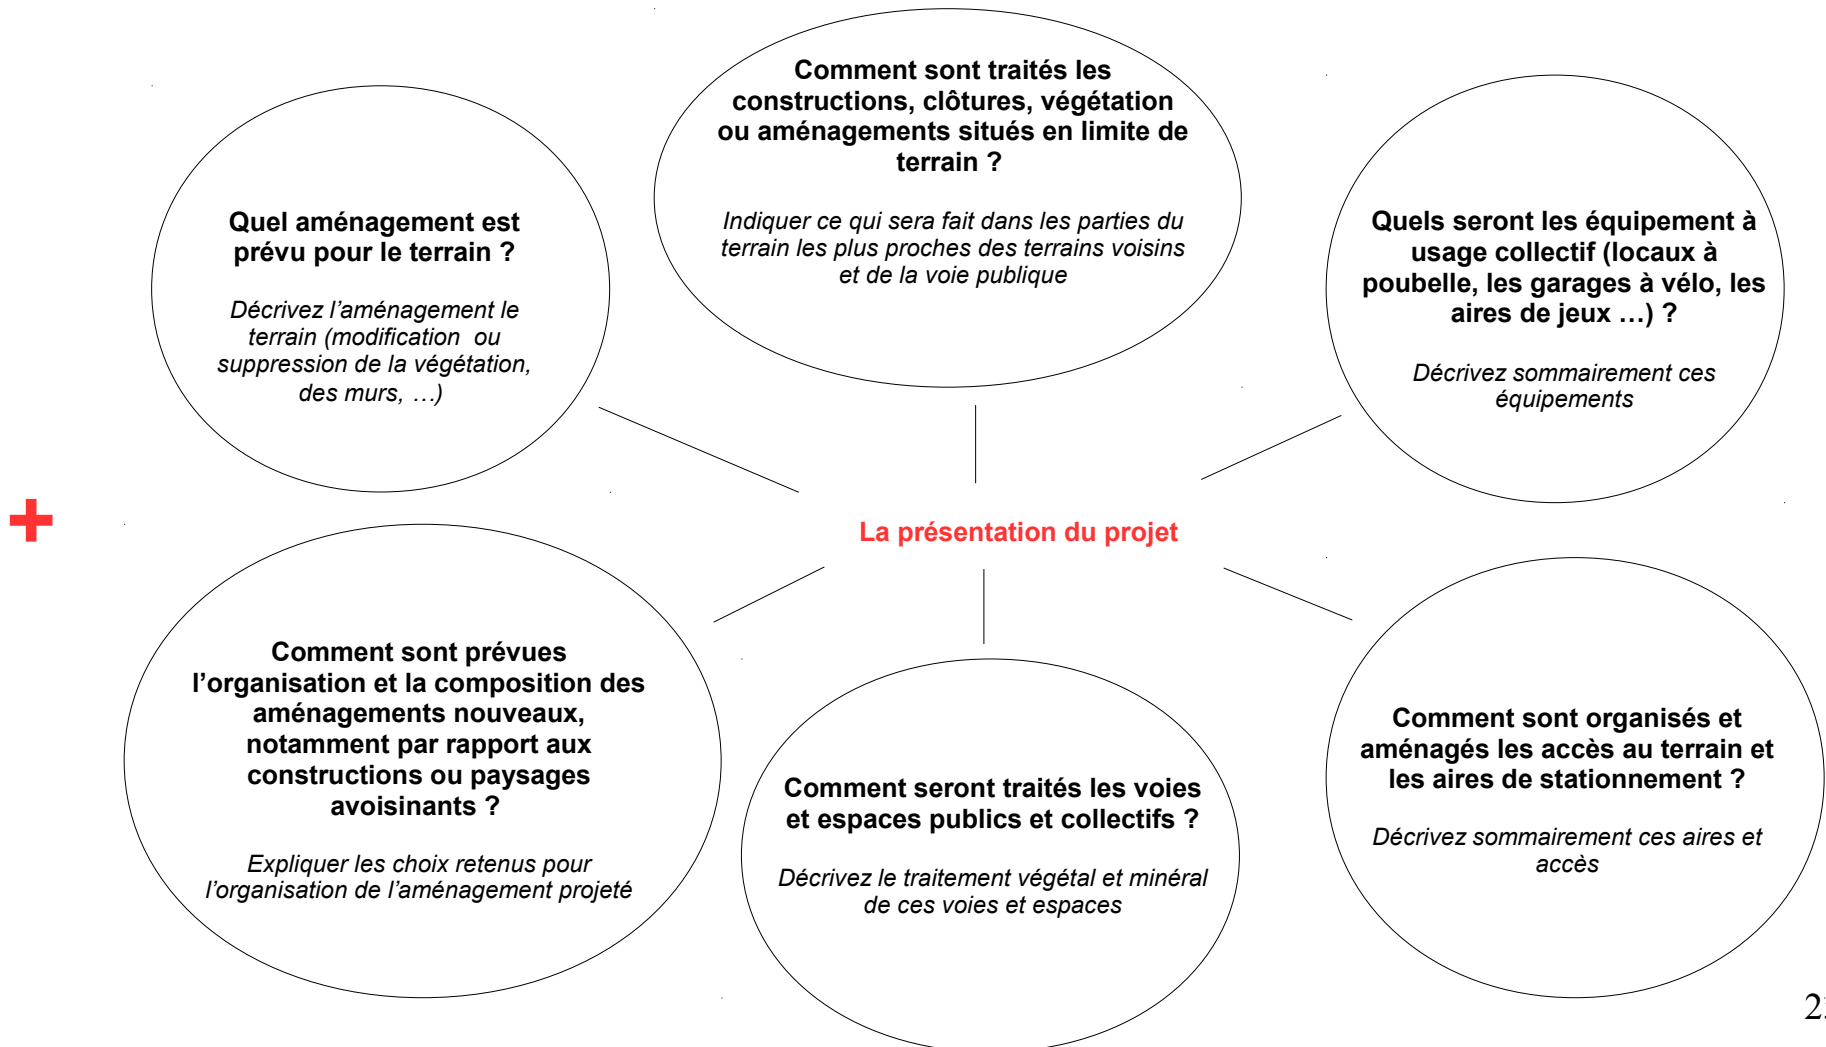 Comment sont traités les
constructions, clôtures, végétation
ou aménagements situés en limite de
terrain ?
Indiquer ce qui sera fait dans les parties du
terrain les plus proches des terrains voisins
et de la voie publique
Quel aménagement est
prévu pour le terrain ?
Décrivez l’aménagement le
terrain (modification  ou
suppression de la végétation,
des murs, …)
Quels seront les équipement à
usage collectif (locaux à
poubelle, les garages à vélo, les
aires de jeux …) ?
Décrivez sommairement ces
équipements
+
La présentation du projet
Comment sont prévues
l’organisation et la composition des
aménagements nouveaux,
notamment par rapport aux
constructions ou paysages
avoisinants ?
Expliquer les choix retenus pour
l’organisation de l’aménagement projeté
Comment seront traités les voies
et espaces publics et collectifs ?
Décrivez le traitement végétal et minéral
de ces voies et espaces
Comment sont organisés et
aménagés les accès au terrain et
les aires de stationnement ?
Décrivez sommairement ces aires et
accès